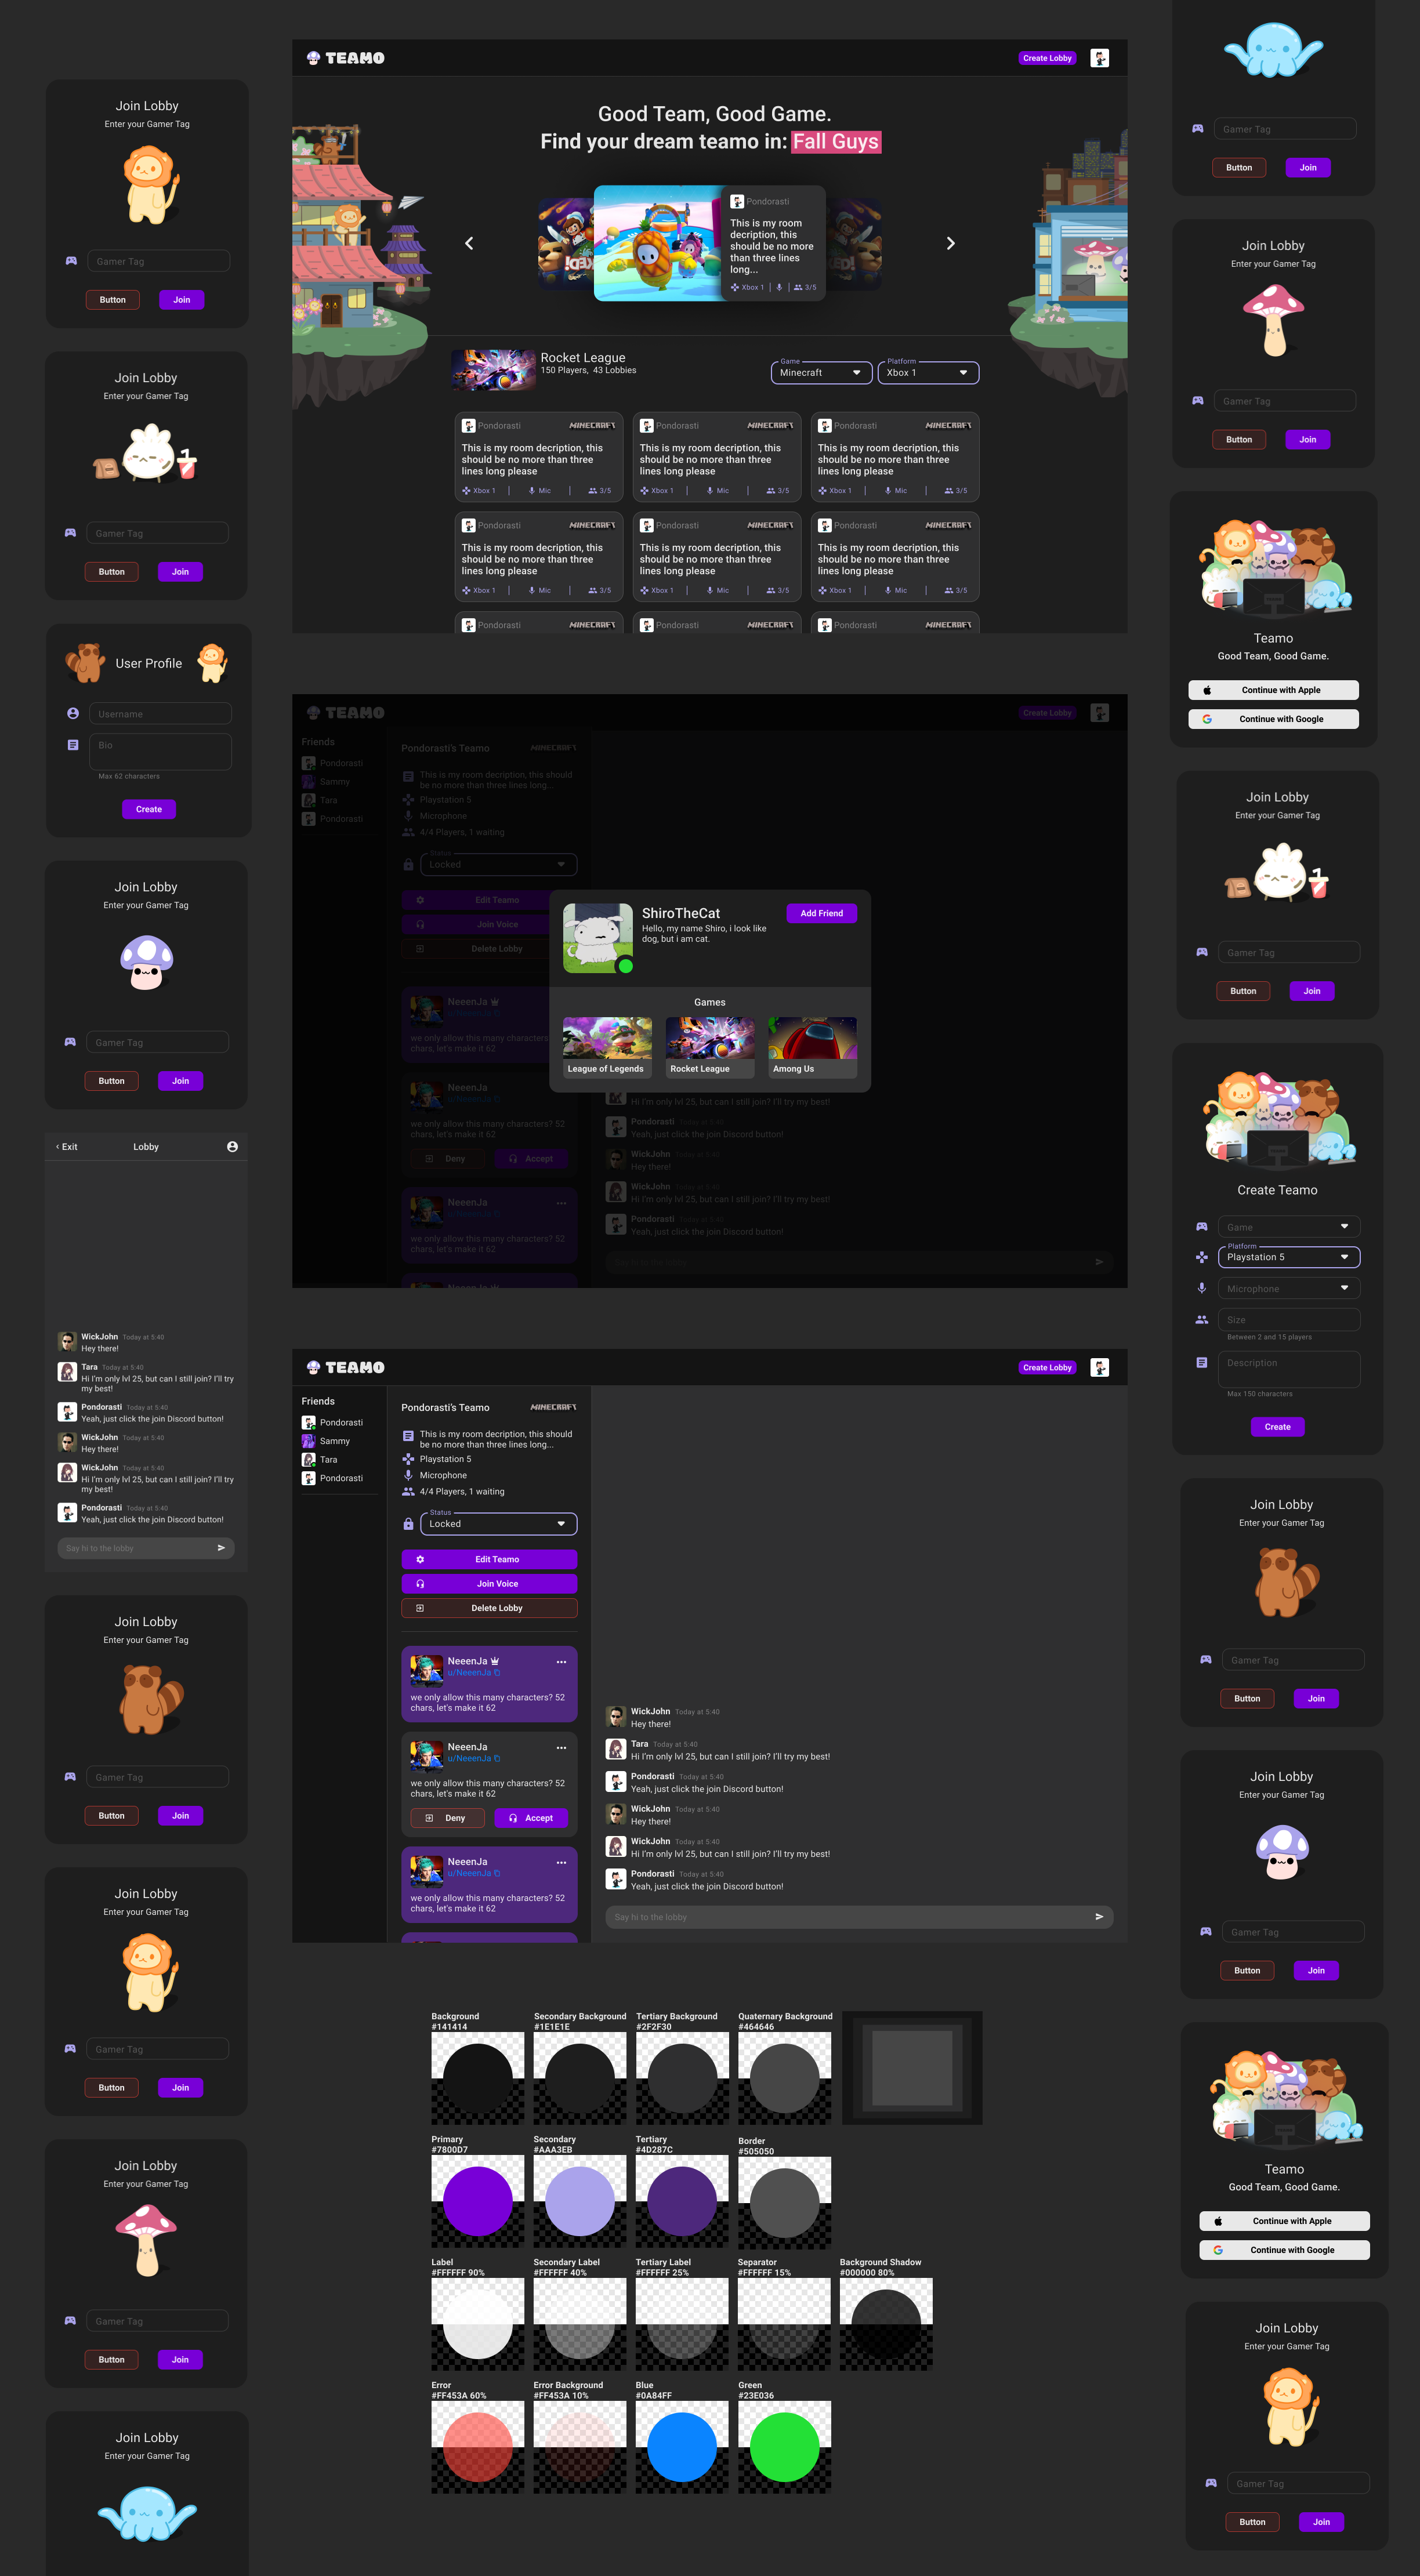 Join Lobby
Enter your Gamer Tag
Gamer Tag
Button
Join
Join Lobby
Enter your Gamer Tag
Gamer Tag
Button
Join
User Profile
Username
Bio
Max 62 characters
Create
Join Lobby
Enter your Gamer Tag
Gamer Tag
Button
Join
‹ Exit
Lobby
WickJohn Today at 5:40
Hey there!
Tara Today at 5:40
Hi I'm only lvl 25, but can I still join? I'll try
my best!
Pondorasti Today at 5:40
Yeah, just click the join Discord button!
WickJohn Today at 5:40
Hey there!
WickJohn Today at 5:40
Hi I'm only lvl 25, but can I still join? I'll try
my best!
Pondorasti Today at 5:40
Yeah, just click the join Discord button!
Say hi to the lobby
Join Lobby
Enter your Gamer Tag
Gamer Tag
Button
Join
Join Lobby
Enter your Gamer Tag
Gamer Tag
Button
Join
Join Lobby
Enter your Gamer Tag
Gamer Tag
Button
Join
Join Lobby
Enter your Gamer Tag
TEAMO
Create Lobby
Good Team, Good Game.
Find your dream teamo in: Fall Guys
Pondorasti
This is my room
decription, this
should be no more
than three lines
long...
Xbox 1
3/5
Rocket League
150 Players, 43 Lobbies
Game
Minecraft
Platform
Xbox 1
Pondorasti
MINECRAFT
This is my room decription, this
should be no more than three
lines long please
Xbox 1
Mic
3/5
Pondorasti
MINECRAFT
This is my room decription, this
should be no more than three
lines long please
Xbox 1
Mic
3/5
Pondorasti
MINECRAFT
This is my room decription, this
should be no more than three
lines long please
Xbox 1
Mic
3/5
Pondorasti
MINECRAFT
This is my room decription, this
should be no more than three
lines long please
Xbox 1
Mic
3/5
Pondorasti
MINECRAFT
This is my room decription, this
should be no more than three
lines long please
Xbox 1
Mic
3/5
Pondorasti
MINECRAFT
This is my room decription, this
should be no more than three
lines long please
Xbox 1
Mic
3/5
Pondorasti
MINECRAFT
Pondorasti
MINECRAFT
Pondorasti
MINECRAFT
TEAMO
Create Lobby
Friends
Pondorasti
Sammy
Tara
Pondorasti
Pondorasti's Teamo
MINECRAFT
This is my room decription, this should
be no more than three lines long...
Playstation 5
Microphone
4/4 Players, 1 waiting
Status
Locked
Edit Teamo
Join Voice
Delete Lobby
NeeenJa
u/NeeenJa
we only allow this many characters? 52
chars, let's make it 62
NeeenJa
u/NeeenJa
we only allow this many characters? 52
chars, let's make it 62
Deny
Accept
NeeenJa
u/NeeenJa
we only allow this many characters? 52
chars, let's make it 62
ShiroTheCat
Hello, my name Shiro, i look like
dog, but i am cat.
Add Friend
Games
League of Legends
Rocket League
Among Us
Hi I'm only lvl 25, but can I still join? I'll try my best!
Pondorasti Today at 5:40
Yeah, just click the join Discord button!
WickJohn Today at 5:40
Hey there!
WickJohn Today at 5:40
Hi I'm only lvl 25, but can I still join? I'll try my best!
Pondorasti Today at 5:40
Yeah, just click the join Discord button!
TEAMO
Create Lobby
Friends
Pondorasti
Sammy
Tara
Pondorasti
Pondorasti's Teamo
MINECRAFT
This is my room decription, this should
be no more than three lines long...
Playstation 5
Microphone
4/4 Players, 1 waiting
Status
Locked
Edit Teamo
Join Voice
Delete Lobby
NeeenJa
u/NeeenJa
we only allow this many characters? 52
chars, let's make it 62
NeeenJa
u/NeeenJa
we only allow this many characters? 52
chars, let's make it 62
Deny
Accept
NeeenJa
u/NeeenJa
we only allow this many characters? 52
chars, let's make it 62
WickJohn Today at 5:40
Hey there!
Tara Today at 5:40
Hi I'm only lvl 25, but can I still join? I'll try my best!
Pondorasti Today at 5:40
Yeah, just click the join Discord button!
WickJohn Today at 5:40
Hey there!
WickJohn Today at 5:40
Hi I'm only lvl 25, but can I still join? I'll try my best!
Pondorasti Today at 5:40
Yeah, just click the join Discord button!
Say hi to the lobby
Background
#141414
Secondary Background
#1E1E1E
Tertiary Background
#2F2F30
Quaternary Background
#464646
Primary
#7800D7
Secondary
#AAA3EB
Tertiary
#4D287C
Border
#505050
Label
#FFFFFF 90%
Secondary Label
#FFFFFF 40%
Tertiary Label
#FFFFFF 25%
Separator
#FFFFFF 15%
Background Shadow
#000000 80%
Error
#FF453A 60%
Error Background
#FF453A 10%
Blue
#0A84FF
Green
#23E036
Gamer Tag
Button
Join
Join Lobby
Enter your Gamer Tag
Gamer Tag
Button
Join
Teamo
Good Team, Good Game.
Continue with Apple
Continue with Google
Join Lobby
Enter your Gamer Tag
Gamer Tag
Button
Join
Create Teamo
Game
Platform
Playstation 5
Microphone
Size
Between 2 and 15 players
Description
Max 150 characters
Create
Join Lobby
Enter your Gamer Tag
Gamer Tag
Button
Join
Join Lobby
Enter your Gamer Tag
Gamer Tag
Button
Join
Teamo
Good Team, Good Game.
Continue with Apple
Continue with Google
Join Lobby
Enter your Gamer Tag
Gamer Tag
Button
Join